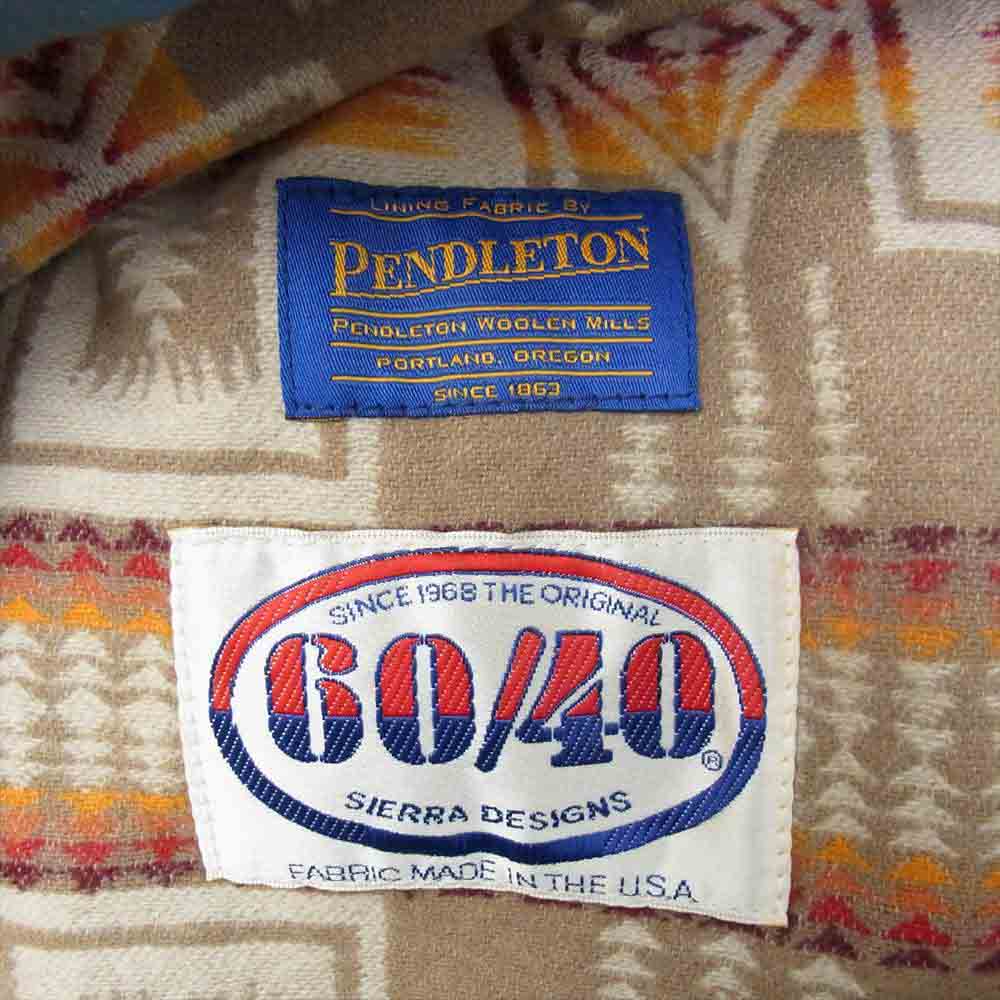 LINING FABRIC BY
PENDLETON
PENDLETON WOOLEN MILLS
PORTLAND, OREGON
SINCE 1863
SINCE 1968 THE ORIGINAL
60/40®
SIERRA DESIGNS
FABRIC MADE IN THE U.S.A